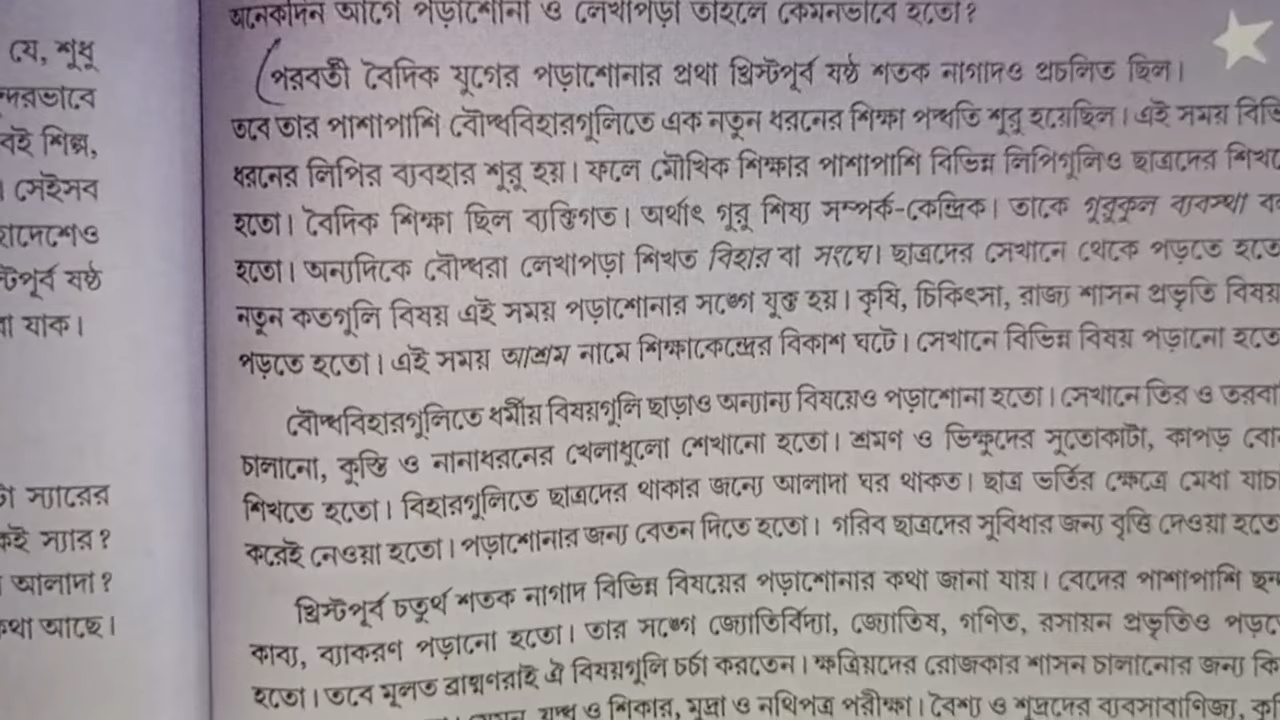 যে, শুধু
বই শিল্প,
সেইসব
যা যাক।
স্যারের
স্যার?
আলাদা?
কথা আছে।
অনেকদিন আগে পড়াশোনা ও লেখাপড়া তাহলে কেমনভাবে হতো?
পরবর্তী বৈদিক যুগের পড়াশোনার প্রথা খ্রিস্টপূর্ব ষষ্ঠ শতক নাগাদও প্রচলিত ছিল।
তবে তার পাশাপাশি বৌদ্ধবিহারগুলিতে এক নতুন ধরনের শিক্ষা পদ্ধতি শুরু হয়েছিল। এই সময়
ধরনের লিপির ব্যবহার শুরু হয়। ফলে মৌখিক শিক্ষার পাশাপাশি বিভিন্ন লিপিগুলিও ছাত্রদের
হতো। বৈদিক শিক্ষা ছিল ব্যক্তিগত। অর্থাৎ গুরু শিষ্য সম্পর্ক-কেন্দ্রিক। তাকে গুরুকুল ব্যবস্থা
হতো। অন্যদিকে বৌদ্ধরা লেখাপড়া শিখত বিহার বা সংঘে। ছাত্রদের সেখানে থেকে পড়তে হতো
নতুন কতগুলি বিষয় এই সময় পড়াশোনার সঙ্গে যুক্ত হয়। কৃষি, চিকিৎসা, রাজ্য শাসন প্রভৃতি বিষয়
পড়তে হতো। এই সময় আশ্রম নামে শিক্ষাকেন্দ্রের বিকাশ ঘটে। সেখানে বিভিন্ন বিষয় পড়ানো হতো
বৌদ্ধবিহারগুলিতে ধর্মীয় বিষয়গুলি ছাড়াও অন্যান্য বিষয়েও পড়াশোনা হতো। সেখানে তির ও
চালানো, কুস্তি ও নানাধরনের খেলাধুলো শেখানো হতো। শ্রমণ ও ভিক্ষুদের সুতোকাটা, কাপড়
শিখতে হতো। বিহারগুলিতে ছাত্রদের থাকার জন্যে আলাদা ঘর থাকত। ছাত্র ভর্তির ক্ষেত্রে মেধা
করেই নেওয়া হতো। পড়াশোনার জন্য বেতন দিতে হতো। গরিব ছাত্রদের সুবিধার জন্য বৃত্তি দেওয়া হতো
খ্রিস্টপূর্ব চতুর্থ শতক নাগাদ বিভিন্ন বিষয়ের পড়াশোনার কথা জানা যায়। বেদের পাশাপাশি
কাব্য, ব্যাকরণ পড়ানো হতো। তার সঙ্গে জ্যোতির্বিদ্যা, জ্যোতিষ, গণিত, রসায়ন প্রভৃতিও
হতো। তবে মূলত ব্রাহ্মণরাই ঐ বিষয়গুলি চর্চা করতেন। ক্ষত্রিয়দের রোজকার শাসন চালানোর জন্য
যুদ্ধ ও শিকার, মুদ্রা ও নথিপত্র পরীক্ষা। বৈশ্য ও শূদ্রদের ব্যবসাবাণিজ্য,